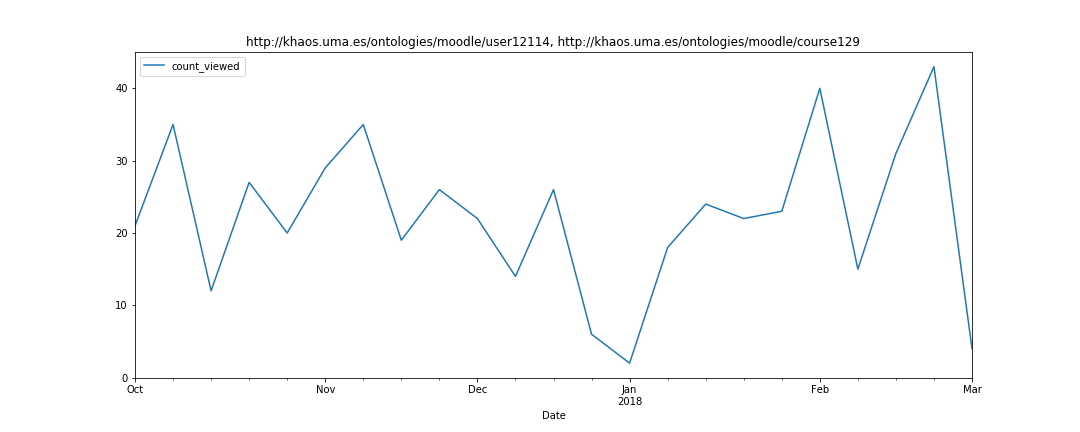 http://khaos.uma.es/ontologies/moodle/user12114, http://khaos.uma.es/ontologies/moodle/course129
count_viewed
40
30
20
10
0
Oct Nov Dec Jan Feb Mar
2018
Date